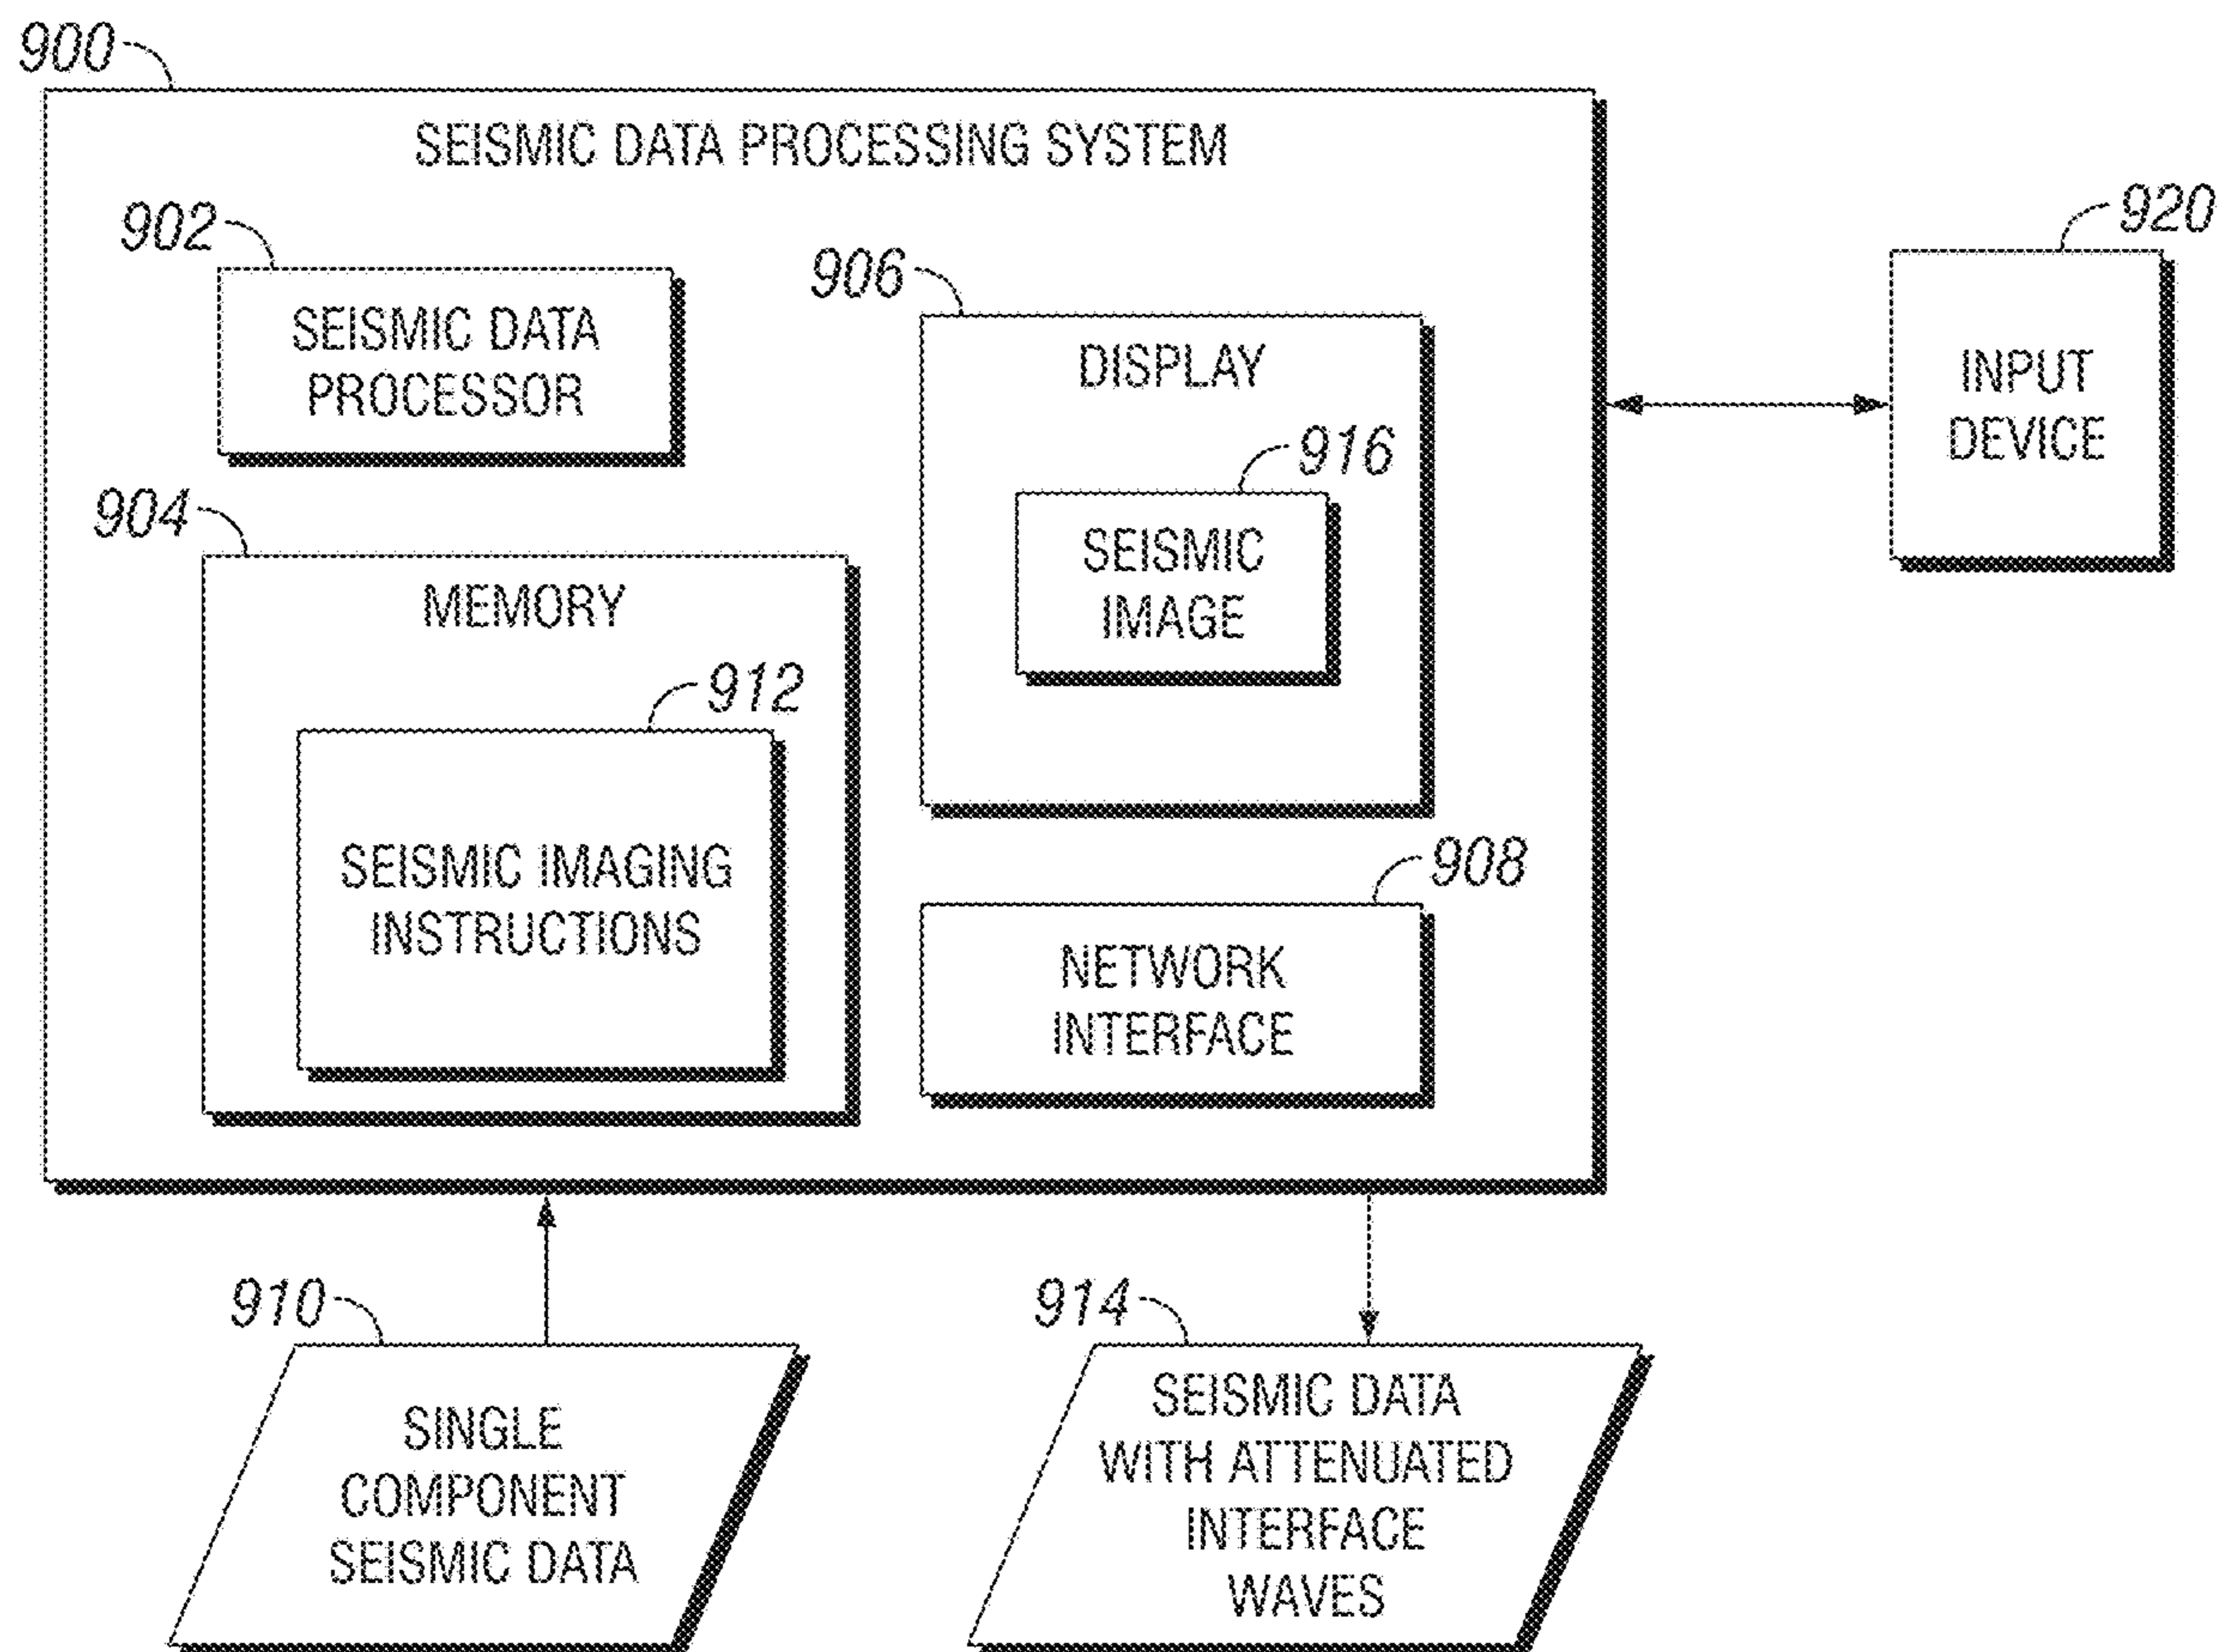 900
SEISMIC DATA PROCESSING SYSTEM
902
SEISMIC DATA
PROCESSOR
904
MEMORY
912
SEISMIC IMAGING
INSTRUCTIONS
906
DISPLAY
916
SEISMIC
IMAGE
908
NETWORK
INTERFACE
920
INPUT
DEVICE
910
SINGLE
COMPONENT
SEISMIC DATA
914
SEISMIC DATA
WITH ATTENUATED
INTERFACE
WAVES